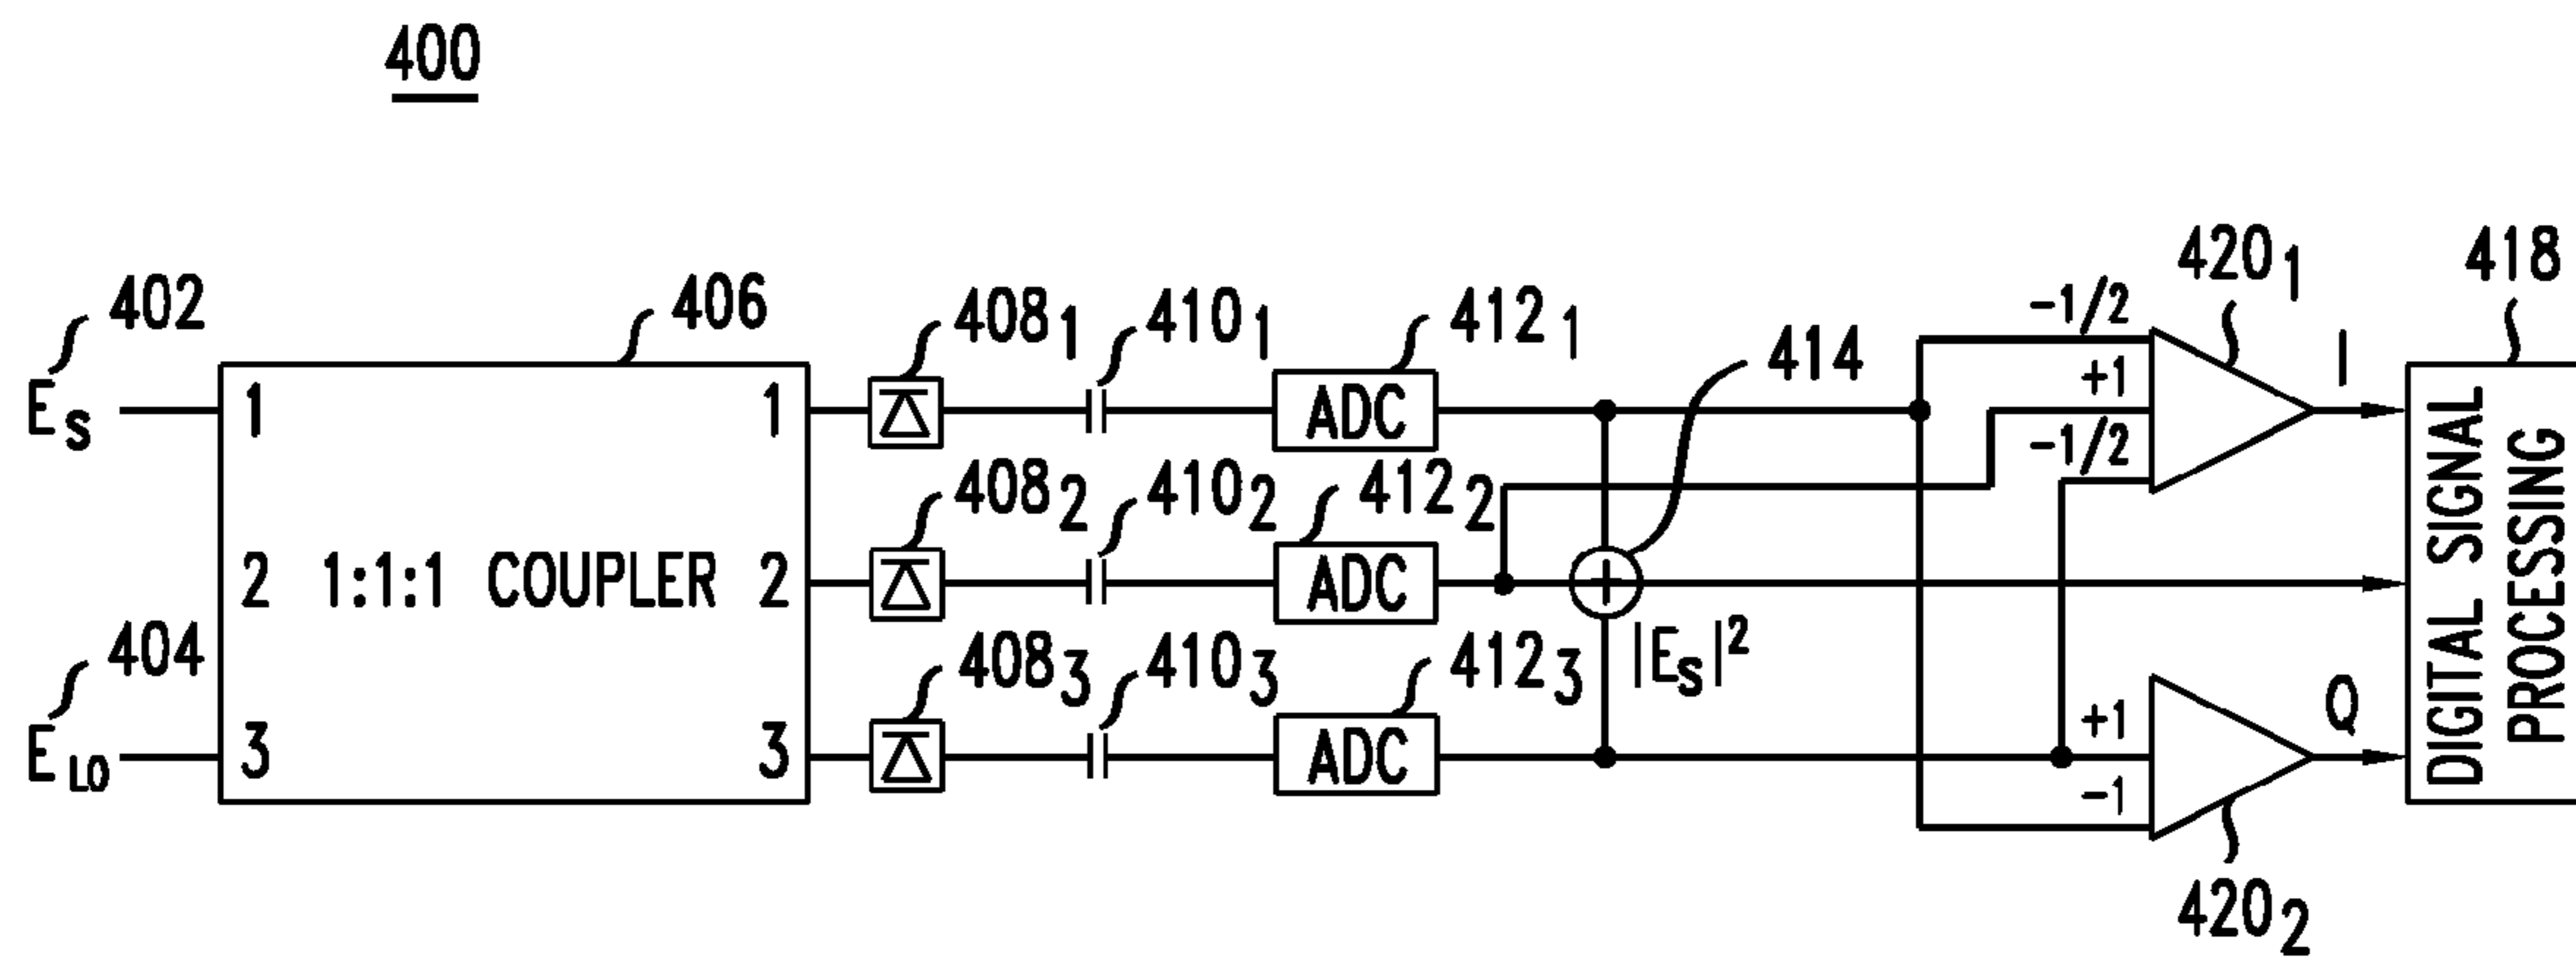 400
402
E_S
404
E_LO
406
1 1
2 1:1:1 COUPLER 2
3 3
408_1
408_2
408_3
410_1
410_2
410_3
412_1
ADC
412_2
ADC
412_3
ADC
414
+
|E_S|^2
-1/2
+1
-1/2
420_1
I
+1
-1
420_2
Q
418
DIGITAL SIGNAL
PROCESSING